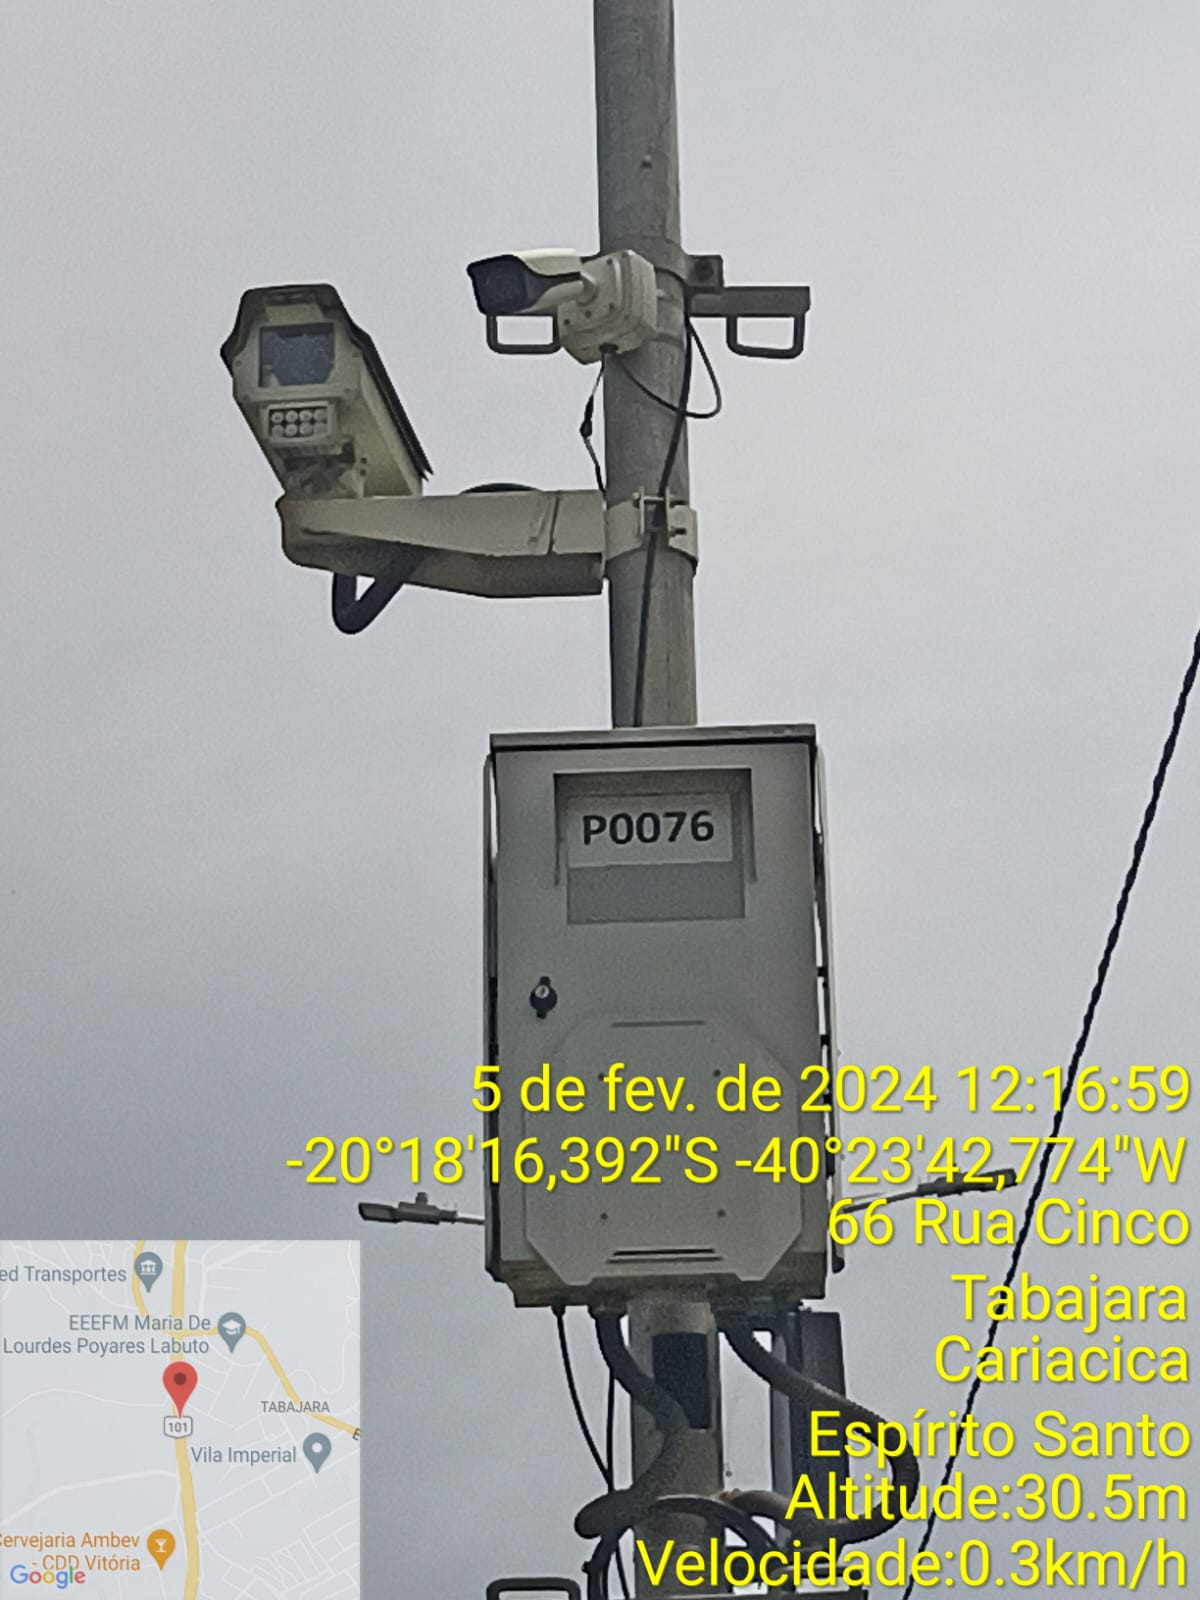 P0076
5 de fev. de 2024 12:16:59
-20°18'16,392"S -40°23'42,774"W
66 Rua Cinco
Tabajara
Cariacica
Espírito Santo
Altitude:30.5m
Velocidade:0.3km/h
ed Transportes
EEEFM Maria De
Lourdes Poyares Labuto
101
TABAJARA
Vila Imperial
E
Cervejaria Ambev
- CDD Vitória
Google